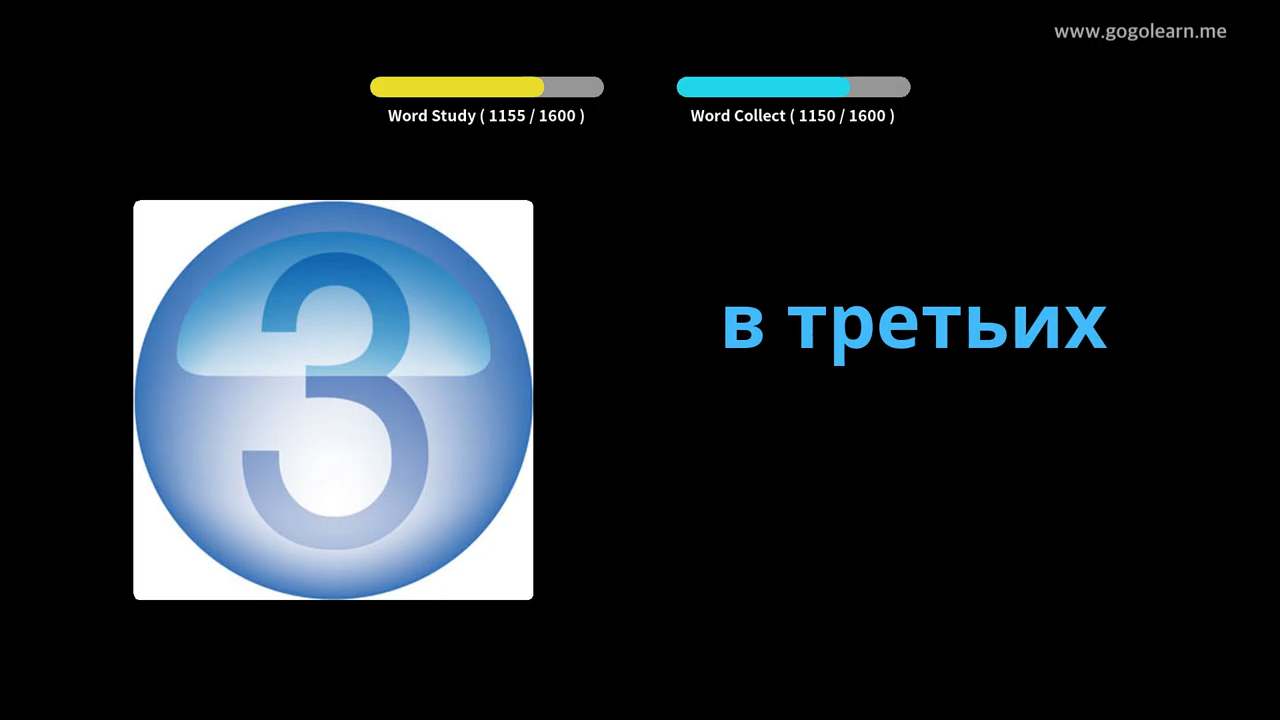 www.gogolearn.me
Word Study ( 1155 / 1600 )
Word Collect ( 1150 / 1600 )
3
в третьих